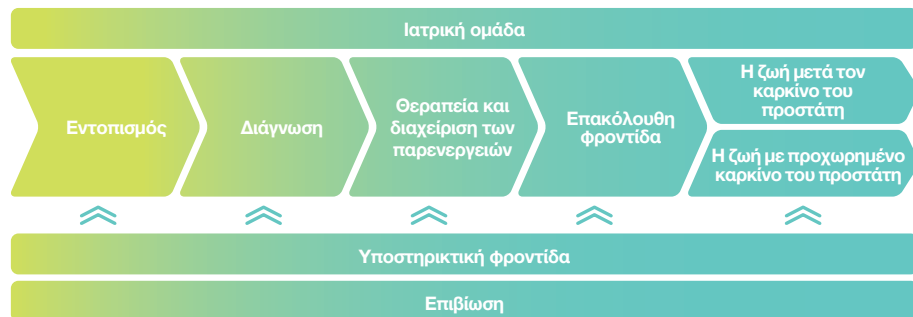 Ιατρική ομάδα
Εντοπισμός
Διάγνωση
Θεραπεία και
διαχείριση των
παρενεργειών
Επακόλουθη
φροντίδα
Η ζωή μετά τον
καρκίνο του
προστάτη
Η ζωή με προχωρημένο
καρκίνο του προστάτη
Υποστηρικτική φροντίδα
Επιβίωση